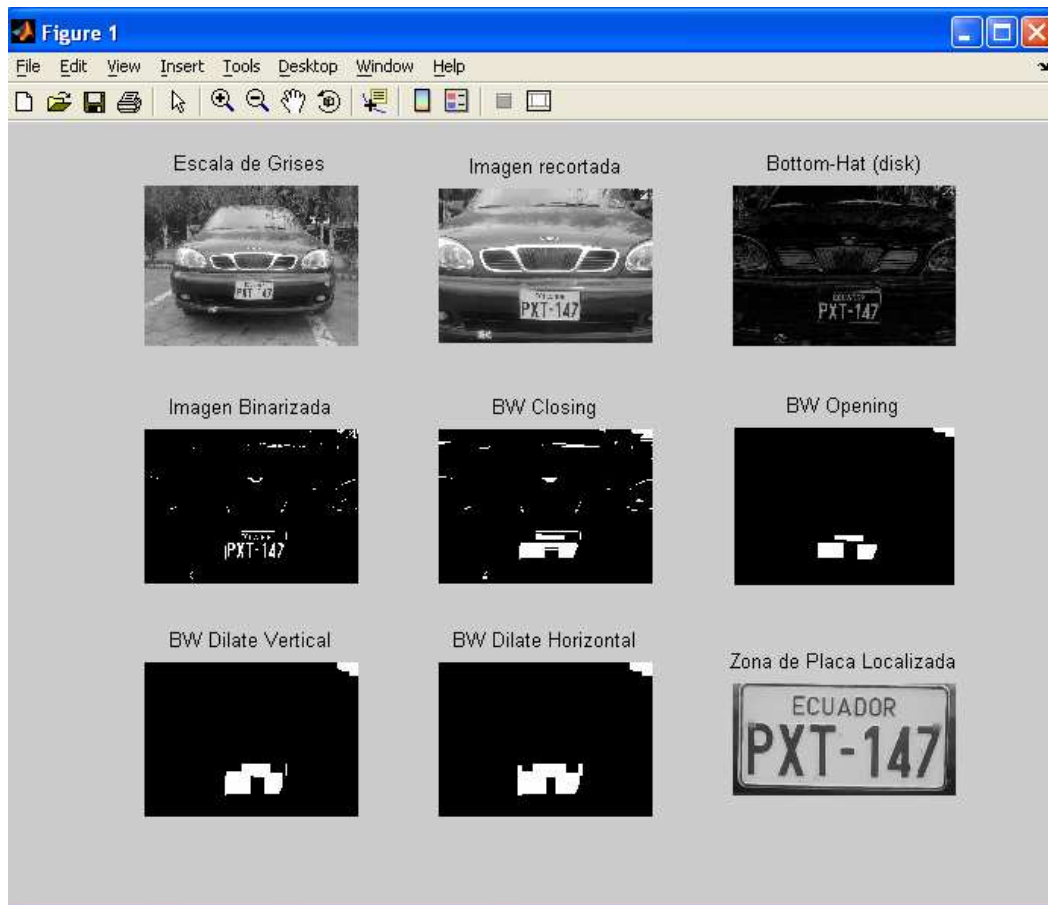 Figure 1
File Edit View Insert Tools Desktop Window Help
Escala de Grises
Imagen recortada
Bottom-Hat (disk)
PXT-147
ECUADOR
PXT-147
ECUADOR
PXT-147
Imagen Binarizada
BW Closing
BW Opening
PXT-147
BW Dilate Vertical
BW Dilate Horizontal
Zona de Placa Localizada
ECUADOR
PXT-147